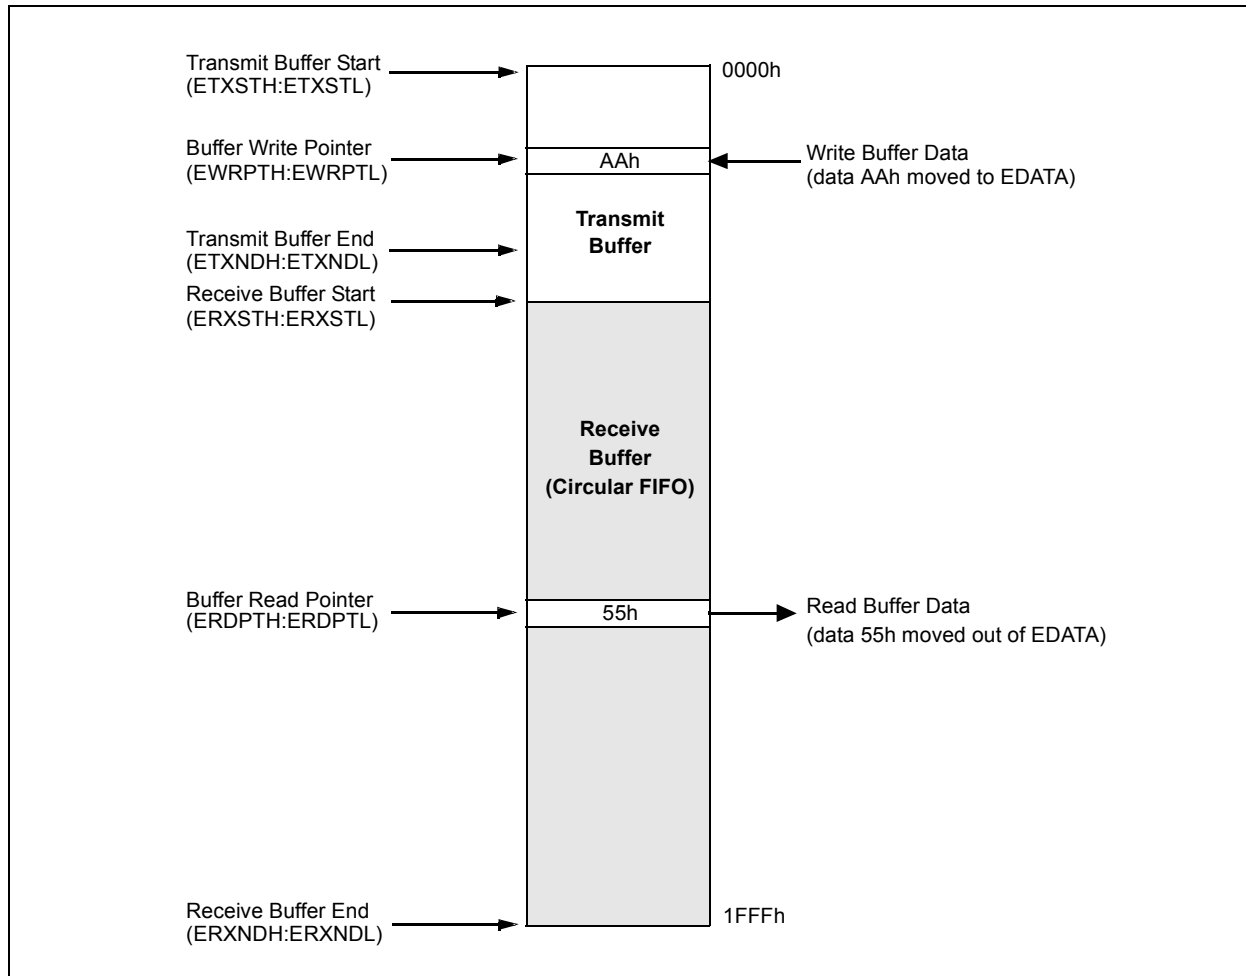 Transmit Buffer Start
(ETXSTH:ETXSTL)
0000h
Buffer Write Pointer
(EWRPTH:EWRPTL)
AAh
Write Buffer Data
(data AAh moved to EDATA)
Transmit
Buffer
Transmit Buffer End
(ETXNDH:ETXNDL)
Receive Buffer Start
(ERXSTH:ERXSTL)
Receive
Buffer
(Circular FIFO)
Buffer Read Pointer
(ERDPTH:ERDPTL)
55h
Read Buffer Data
(data 55h moved out of EDATA)
Receive Buffer End
(ERXNDH:ERXNDL)
1FFFh